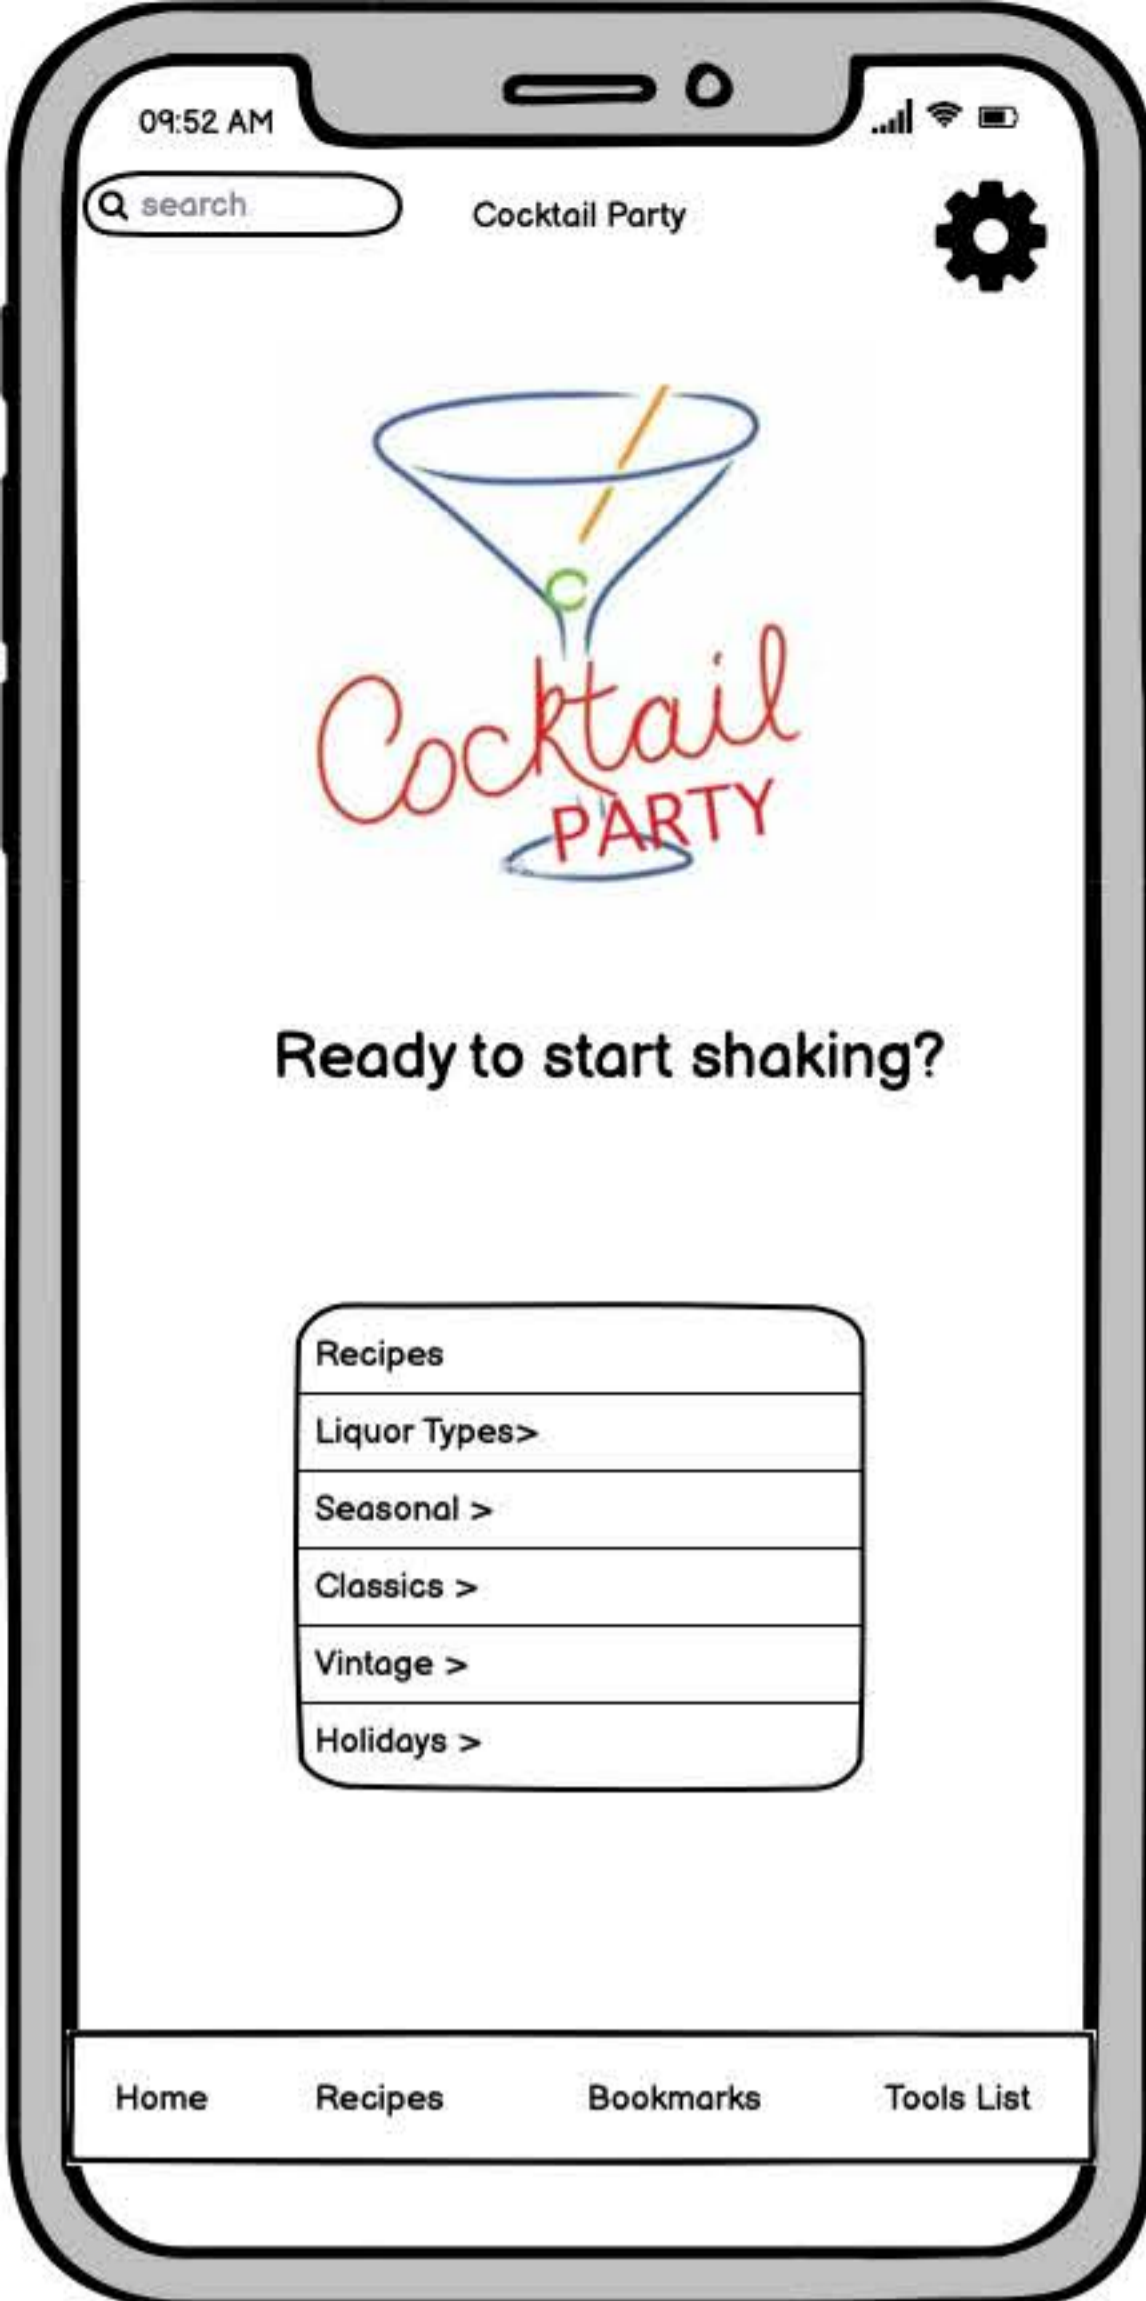 09:52 AM
search
Cocktail Party
Cocktail
PARTY
Ready to start shaking?
Recipes
Liquor Types>
Seasonal >
Classics >
Vintage >
Holidays >
Home Recipes Bookmarks Tools List